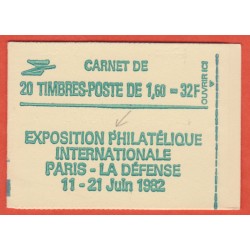 CARNET DE
20 TIMBRES-POSTE DE 1,60 = 32F
OUVRIR ICI
EXPOSITION PHILATÉLIQUE
INTERNATIONALE
PARIS - LA DÉFENSE
11 - 21 Juin 1982